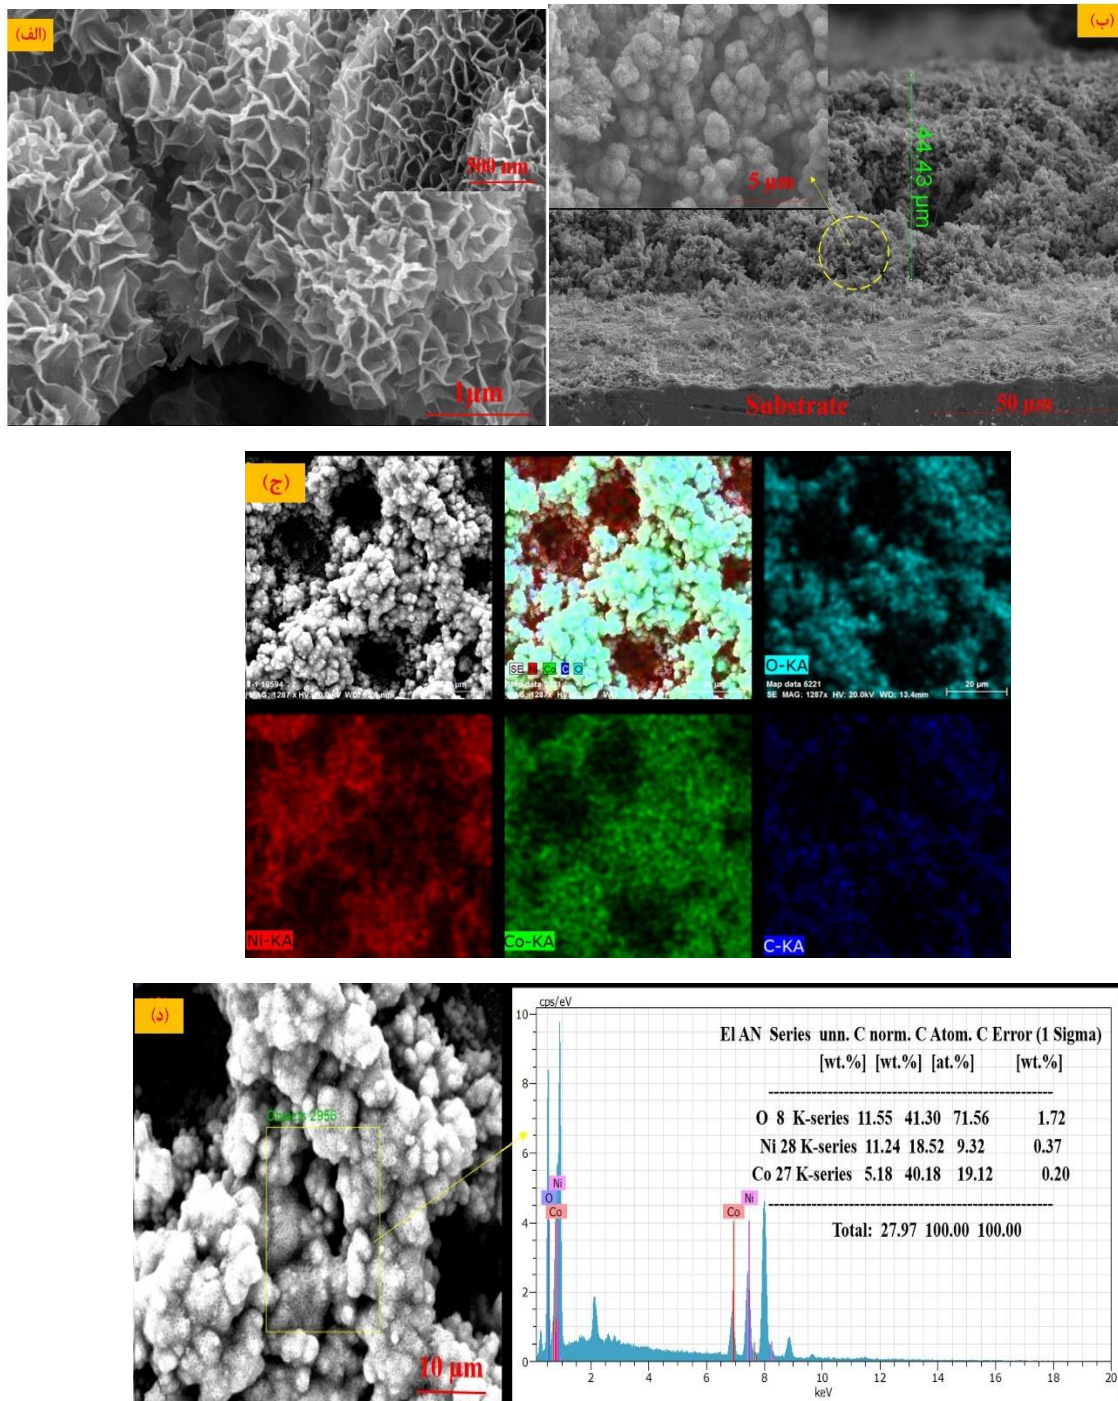 (الف)
500 nm
1μm
(ب)
44.43 μm
5 μm
Substrate
50 μm
(ج)
SE Co C O
MAG: 1287x
O-KA
Map data 5221
SE MAG: 1287x HV: 20.0kV WD: 13.4mm
20 μm
Ni-KA
Co-KA
C-KA
(د)
Objects 2956
10 μm
cps/eV
El AN Series unn. C norm. C Atom. C Error (1 Sigma)
[wt.%] [wt.%] [at.%] [wt.%]
O 8 K-series 11.55 41.30 71.56 1.72
Ni 28 K-series 11.24 18.52 9.32 0.37
Co 27 K-series 5.18 40.18 19.12 0.20
Total: 27.97 100.00 100.00
10
8
6
4
2
0
Ni
O
Co
Co
Ni
2 4 6 8 10 12 14 16 18 20
keV